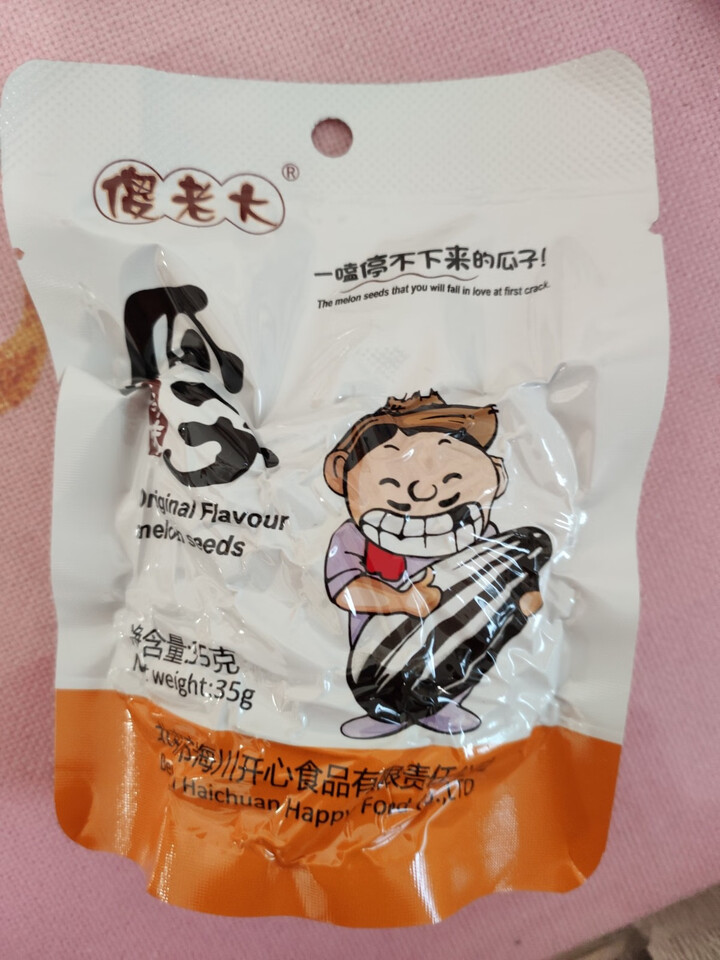 傻老大®
一嗑停不下来的瓜子!
The melon seeds that you will fall in love at first crack.
瓜子
Original Flavour
melon seeds
净含量:35克
Net weight:35g
海川开心食品有限责任
Haichuan Happy Food Co.,LTD